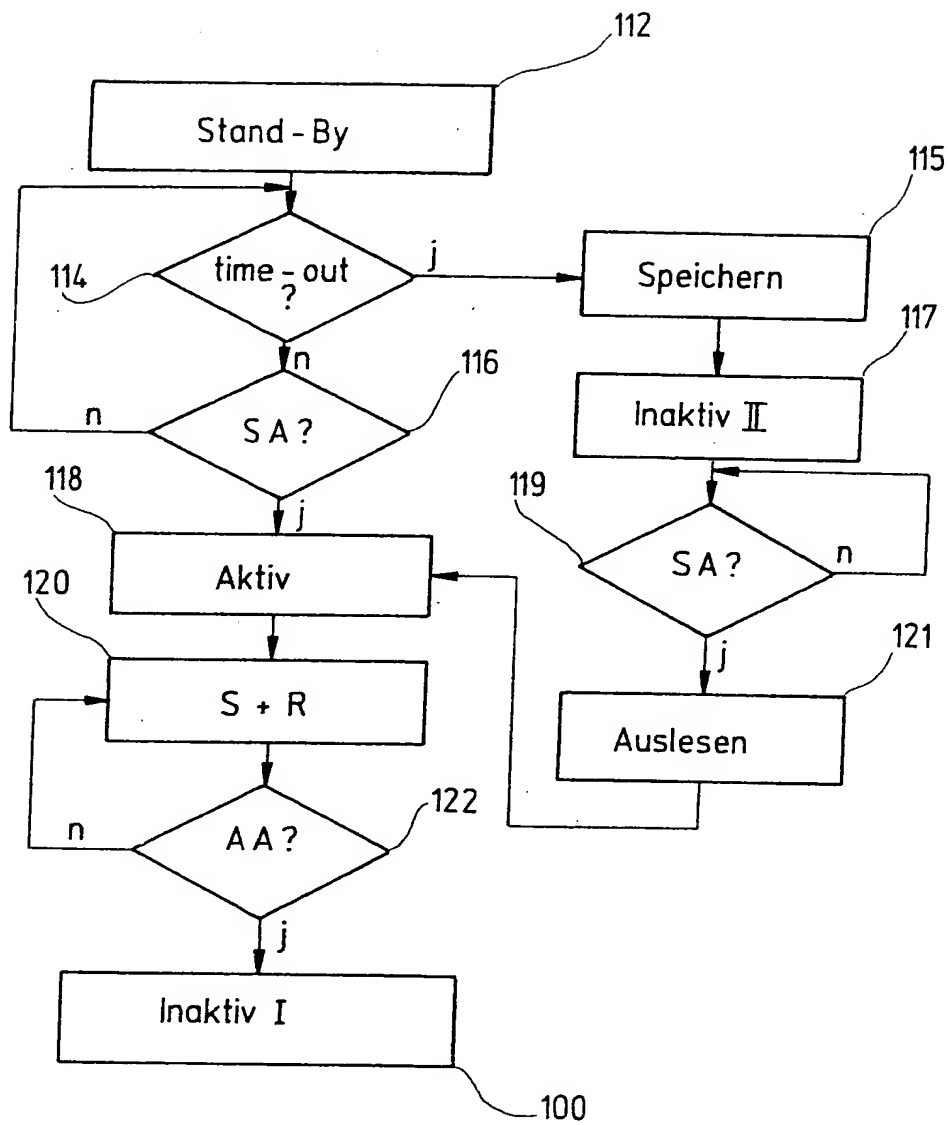 112
Stand-By
115
114
time-out
?
j
Speichern
n
117
116
SA?
n
Inaktiv II
118
j
119
SA?
n
Aktiv
120
j
121
S + R
Auslesen
122
AA?
n
j
Inaktiv I
100